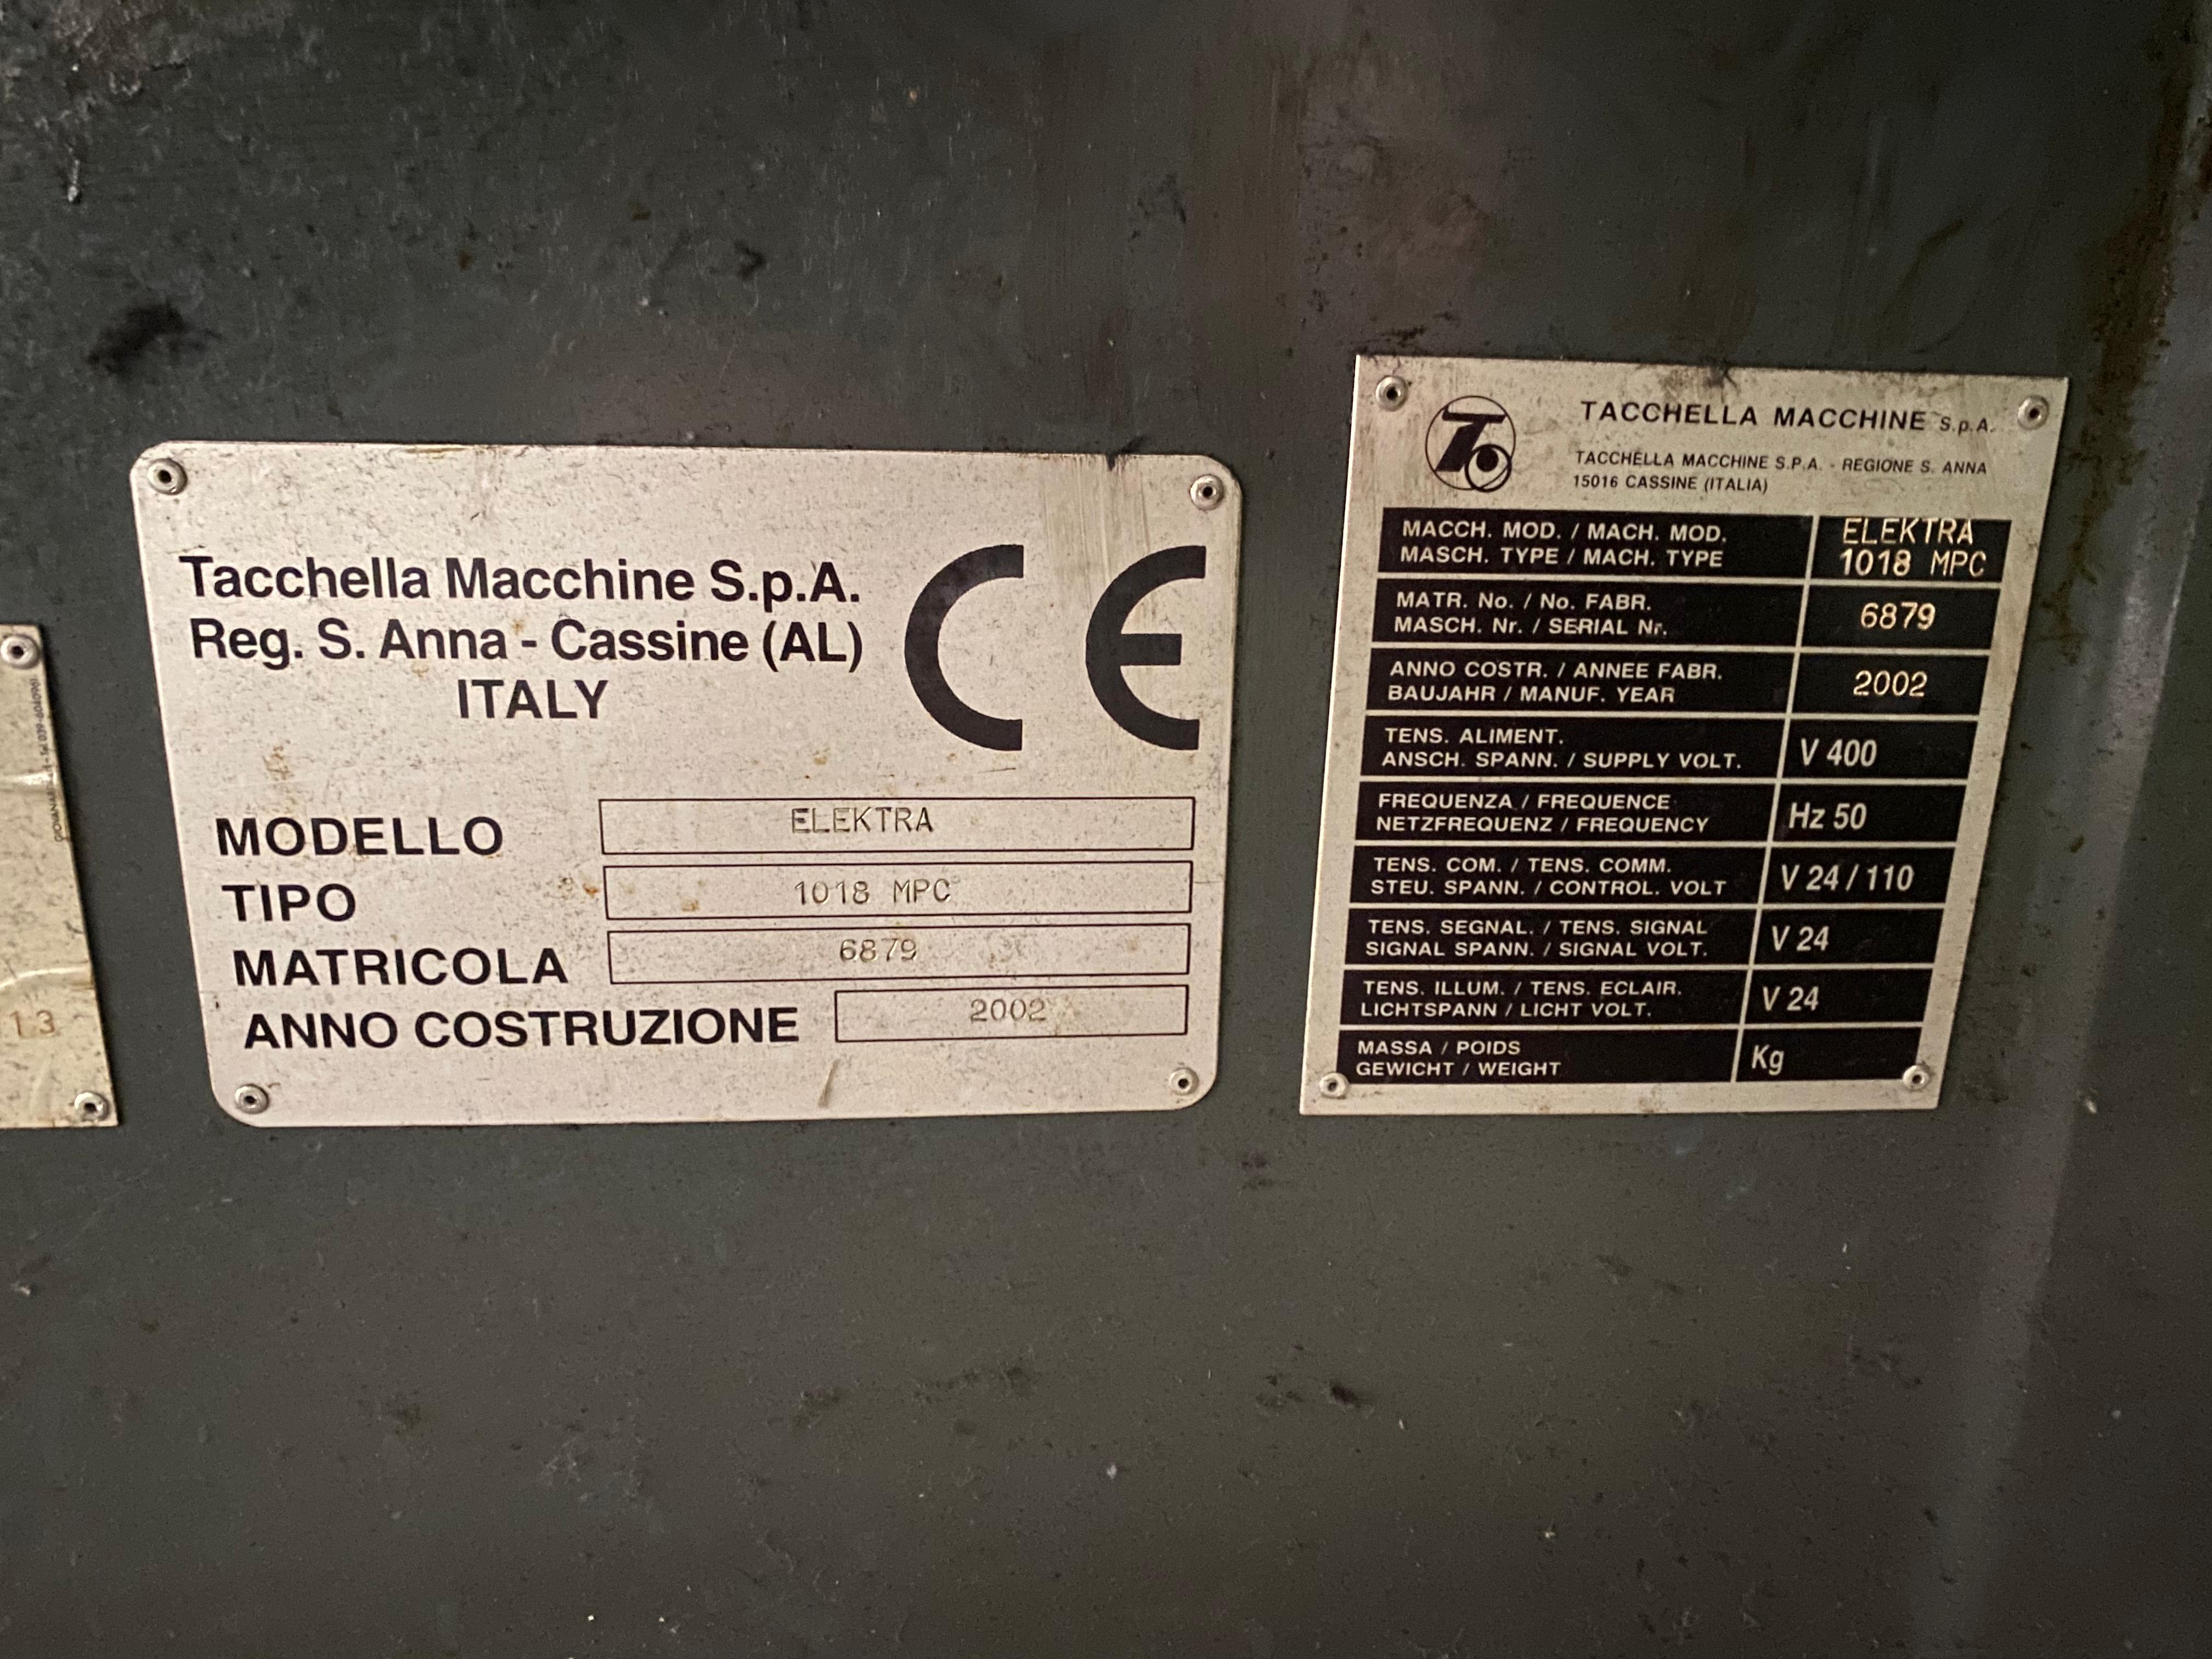 13
Tacchella Macchine S.p.A.
Reg. S. Anna - Cassine (AL)
ITALY
CE
MODELLO ELEKTRA
TIPO 1018 MPC
MATRICOLA 6879
ANNO COSTRUZIONE 2002
TACCHELLA MACCHINE S.p.A.
TACCHELLA MACCHINE S.P.A. - REGIONE S. ANNA
15016 CASSINE (ITALIA)
MACCH. MOD. / MACH. MOD. ELEKTRA
MASCH. TYPE / MACH. TYPE 1018 MPC
MATR. No. / No. FABR.
MASCH. Nr. / SERIAL Nr. 6879
ANNO COSTR. / ANNEE FABR.
BAUJAHR / MANUF. YEAR 2002
TENS. ALIMENT.
ANSCH. SPANN. / SUPPLY VOLT. V 400
FREQUENZA / FREQUENCE
NETZFREQUENZ / FREQUENCY Hz 50
TENS. COM. / TENS. COMM.
STEU. SPANN. / CONTROL. VOLT V 24 / 110
TENS. SEGNAL. / TENS. SIGNAL
SIGNAL SPANN. / SIGNAL VOLT. V 24
TENS. ILLUM. / TENS. ECLAIR.
LICHTSPANN / LICHT VOLT. V 24
MASSA / POIDS
GEWICHT / WEIGHT Kg